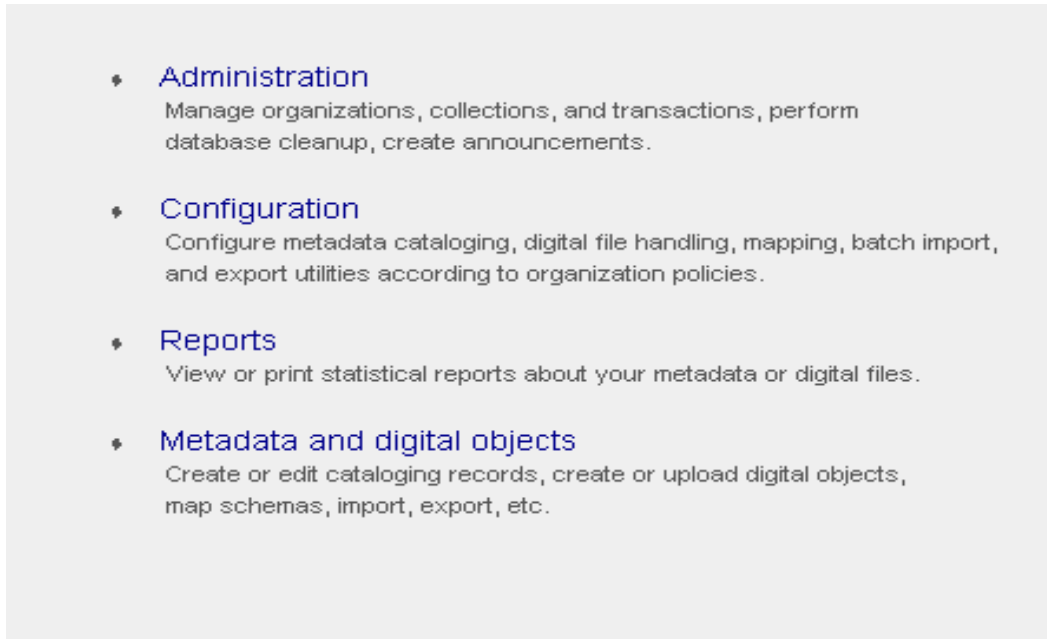 Administration
Manage organizations, collections, and transactions, perform
database cleanup, create announcements.
Configuration
Configure metadata cataloging, digital file handling, mapping, batch import,
and export utilities according to organization policies.
Reports
View or print statistical reports about your metadata or digital files.
Metadata and digital objects
Create or edit cataloging records, create or upload digital objects,
map schemas, import, export, etc.